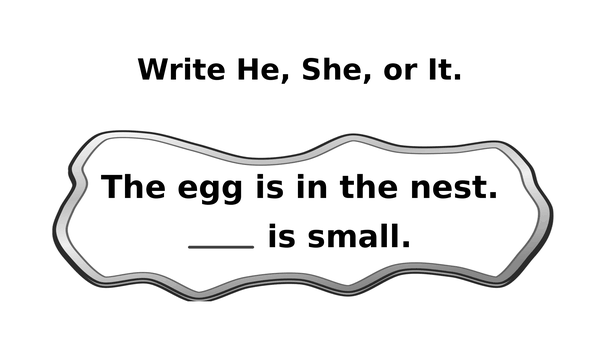 Write He, She, or It.
The egg is in the nest.
____ is small.